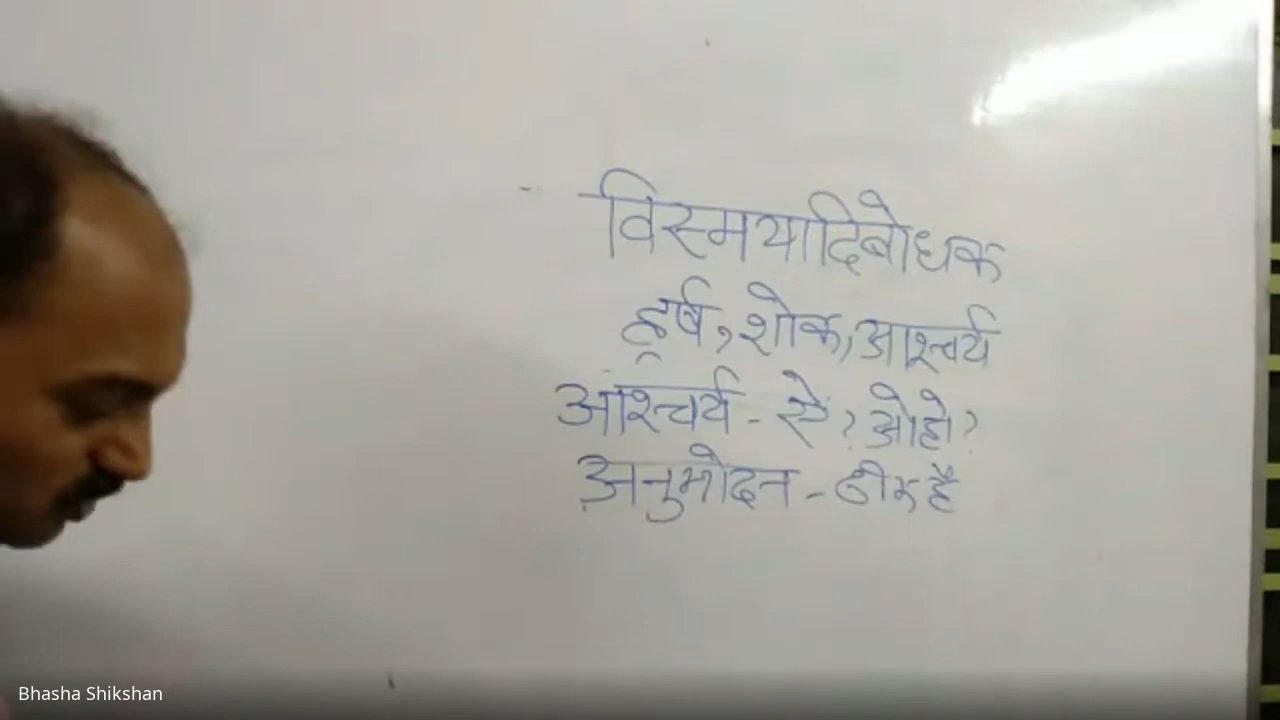 विस्मयादिबोधक
हर्ष, शोक, आश्चर्य
आश्चर्य - ऐं? ओहो?
अनुमोदन - ठीक है
Bhasha Shikshan